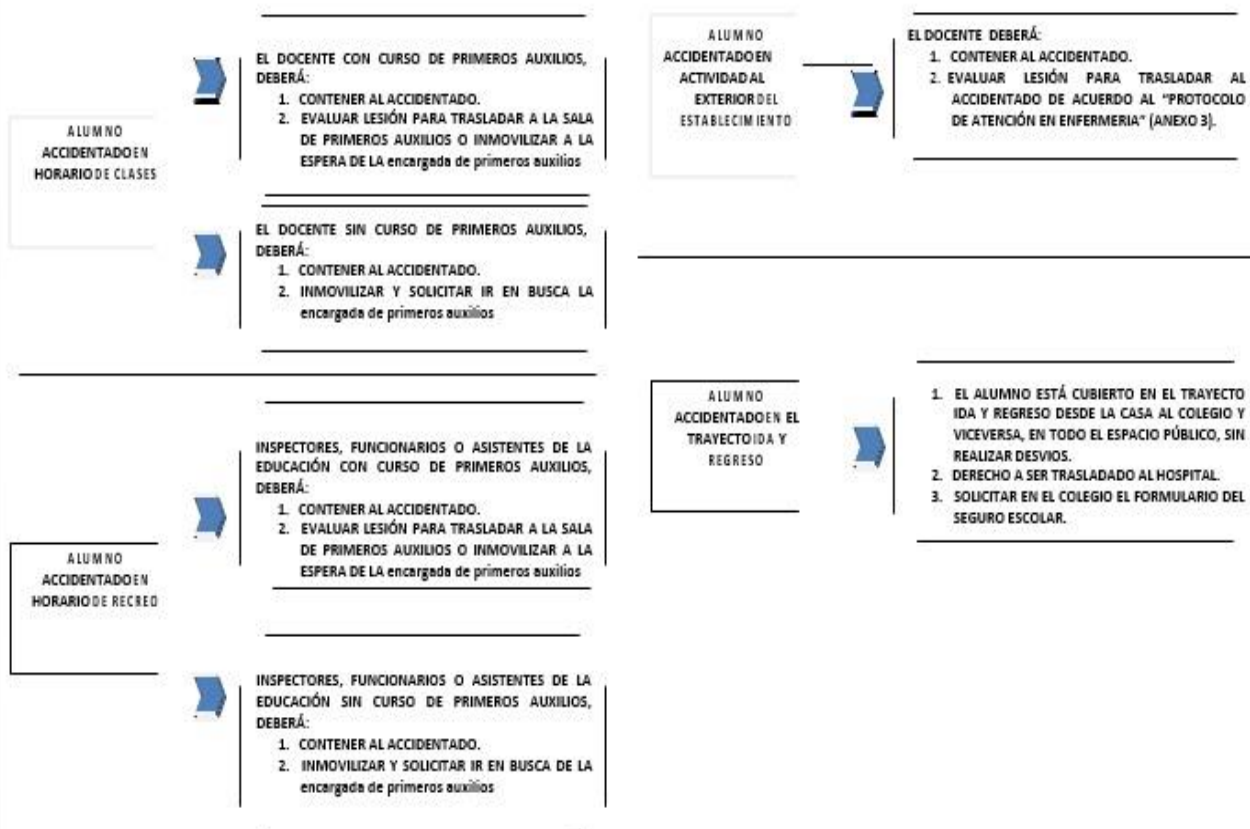 ALUMNO
ACCIDENTADO EN
HORARIO DE CLASES
EL DOCENTE CON CURSO DE PRIMEROS AUXILIOS,
DEBERÁ:
1. CONTENER AL ACCIDENTADO.
2. EVALUAR LESIÓN PARA TRASLADAR A LA SALA
DE PRIMEROS AUXILIOS O INMOVILIZAR A LA
ESPERA DE LA encargada de primeros auxilios
EL DOCENTE SIN CURSO DE PRIMEROS AUXILIOS,
DEBERÁ:
1. CONTENER AL ACCIDENTADO.
2. INMOVILIZAR Y SOLICITAR IR EN BUSCA LA
encargada de primeros auxilios
ALUMNO
ACCIDENTADO EN
HORARIO DE RECREO
INSPECTORES, FUNCIONARIOS O ASISTENTES DE LA
EDUCACIÓN CON CURSO DE PRIMEROS AUXILIOS,
DEBERÁ:
1. CONTENER AL ACCIDENTADO.
2. EVALUAR LESIÓN PARA TRASLADAR A LA SALA
DE PRIMEROS AUXILIOS O INMOVILIZAR A LA
ESPERA DE LA encargada de primeros auxilios
INSPECTORES, FUNCIONARIOS O ASISTENTES DE LA
EDUCACIÓN SIN CURSO DE PRIMEROS AUXILIOS,
DEBERÁ:
1. CONTENER AL ACCIDENTADO.
2. INMOVILIZAR Y SOLICITAR IR EN BUSCA DE LA
encargada de primeros auxilios
ALUMNO
ACCIDENTADO EN
ACTIVIDAD AL
EXTERIOR DEL
ESTABLECIMIENTO
EL DOCENTE DEBERÁ:
1. CONTENER AL ACCIDENTADO.
2. EVALUAR LESIÓN PARA TRASLADAR AL
ACCIDENTADO DE ACUERDO AL “PROTOCOLO
DE ATENCIÓN EN ENFERMERIA” (ANEXO 3).
ALUMNO
ACCIDENTADO EN EL
TRAYECTO IDA Y
REGRESO
1. EL ALUMNO ESTÁ CUBIERTO EN EL TRAYECTO
IDA Y REGRESO DESDE LA CASA AL COLEGIO Y
VICEVERSA, EN TODO EL ESPACIO PÚBLICO, SIN
REALIZAR DESVIOS.
2. DERECHO A SER TRASLADADO AL HOSPITAL.
3. SOLICITAR EN EL COLEGIO EL FORMULARIO DEL
SEGURO ESCOLAR.